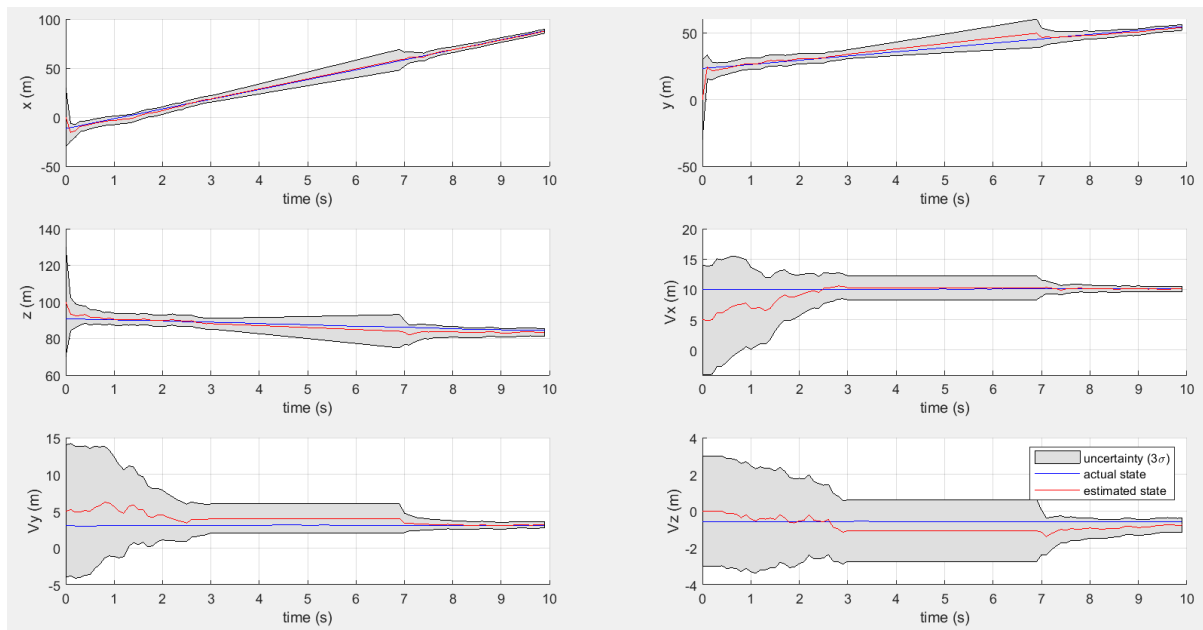 100
50
0
-50
x (m)
0 1 2 3 4 5 6 7 8 9 10
time (s)
50
0
-50
y (m)
0 1 2 3 4 5 6 7 8 9 10
time (s)
140
120
100
80
60
z (m)
0 1 2 3 4 5 6 7 8 9 10
time (s)
20
15
10
5
0
Vx (m)
0 1 2 3 4 5 6 7 8 9 10
time (s)
15
10
5
0
-5
Vy (m)
0 1 2 3 4 5 6 7 8 9 10
time (s)
4
2
0
-2
-4
Vz (m)
uncertainty (3σ)
actual state
estimated state
0 1 2 3 4 5 6 7 8 9 10
time (s)